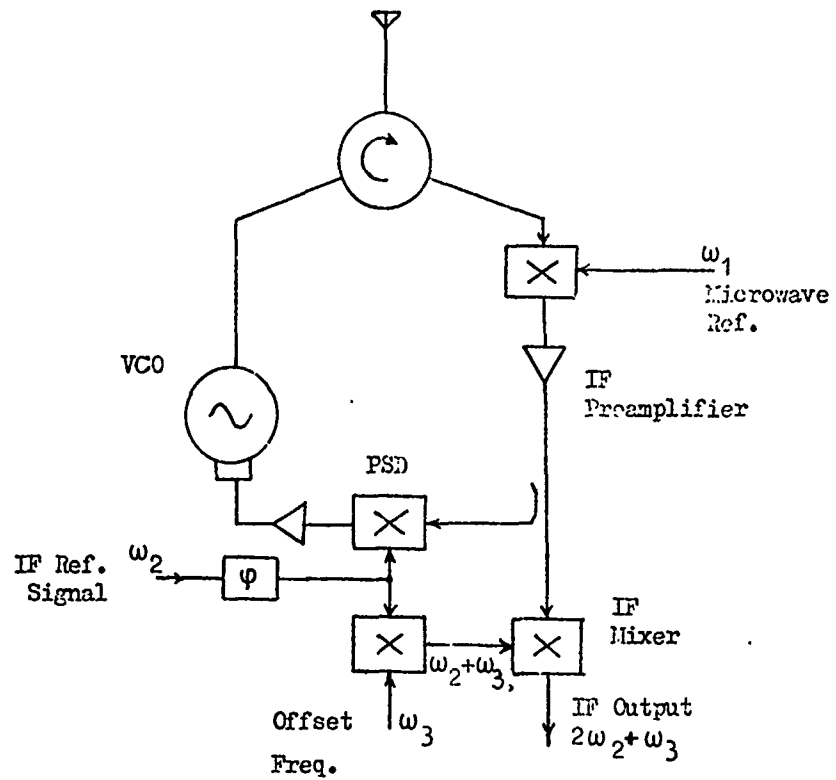 ω1
Microwave
Ref.
VCO
IF
Preamplifier
PSD
IF Ref.
Signal
ω2
φ
IF
Mixer
ω2+ω3,
Offset
Freq.
ω3
IF Output
2ω2+ω3